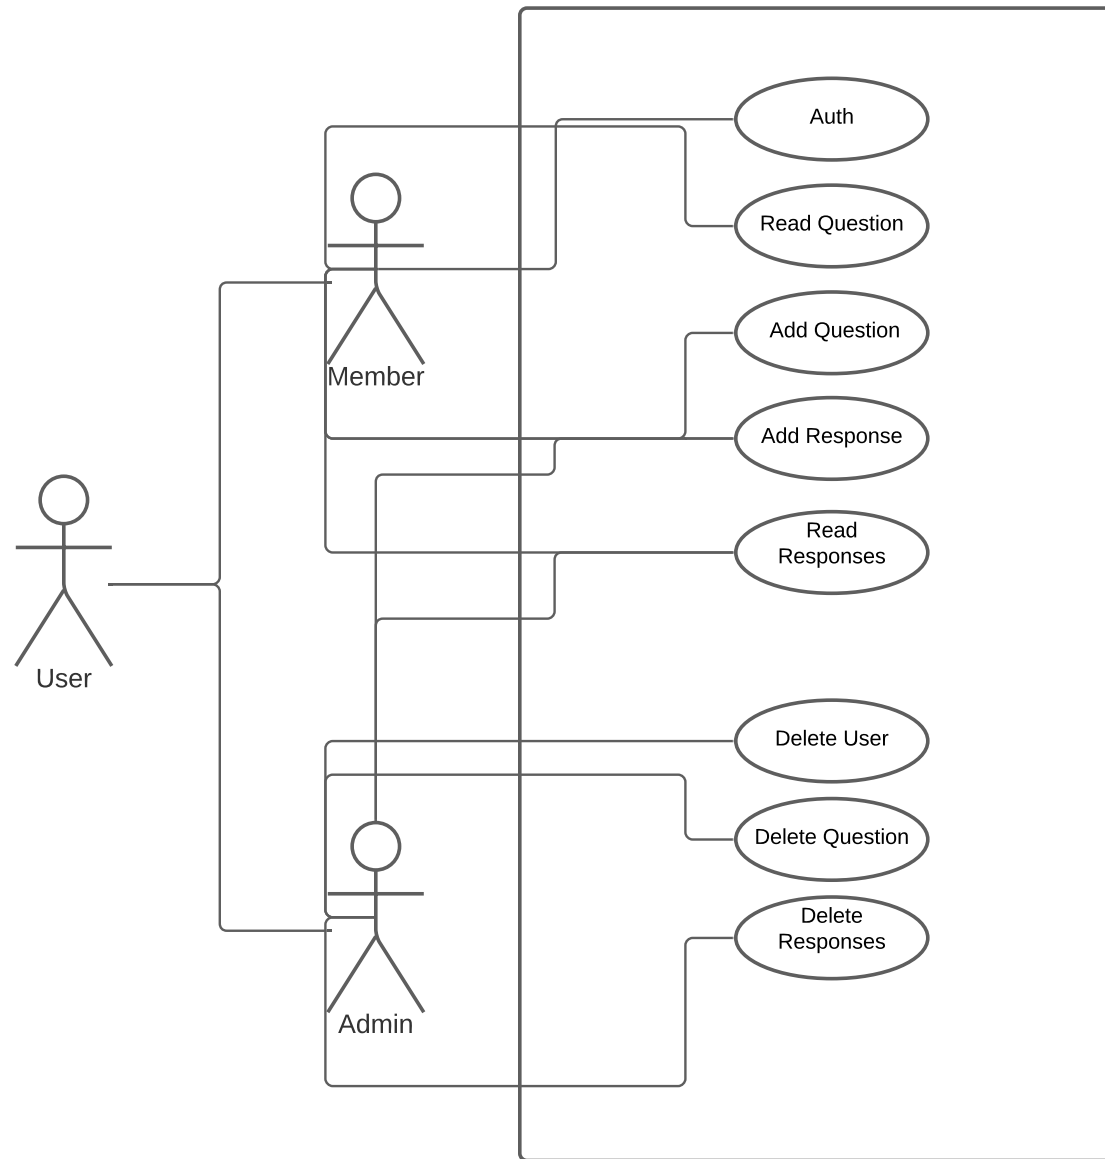 Auth
Read Question
Add Question
Member
Add Response
Read
Responses
User
Delete User
Delete Question
Delete
Responses
Admin